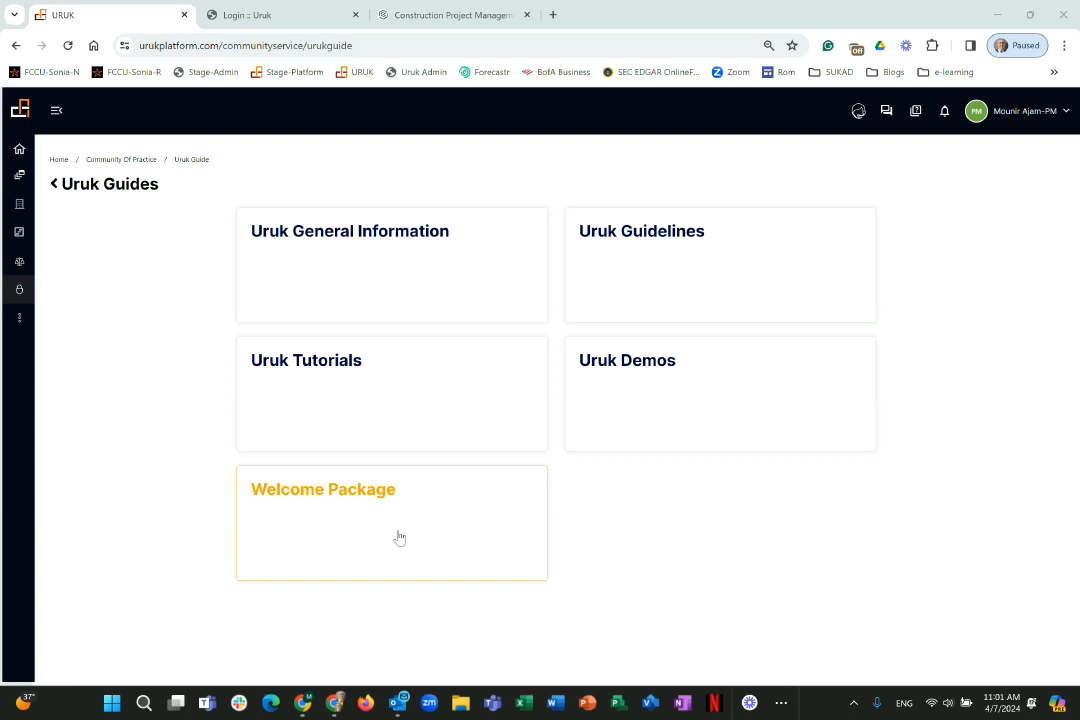 URUK
Login :: Uruk
Construction Project Managem
urukplatform.com/communityservice/urukguide
Off
Paused
FCCU-Sonia-N
FCCU-Sonia-R
Stage-Admin
Stage-Platform
URUK
Uruk Admin
Forecastr
BofA Business
SEC EDGAR OnlineF...
Zoom
Rom
SUKAD
Blogs
e-learning
PM
Mounir Ajam-PM
Home / Community Of Practice / Uruk Guide
Uruk Guides
Uruk General Information
Uruk Guidelines
Uruk Tutorials
Uruk Demos
Welcome Package
37°
ENG
11:01 AM
4/7/2024